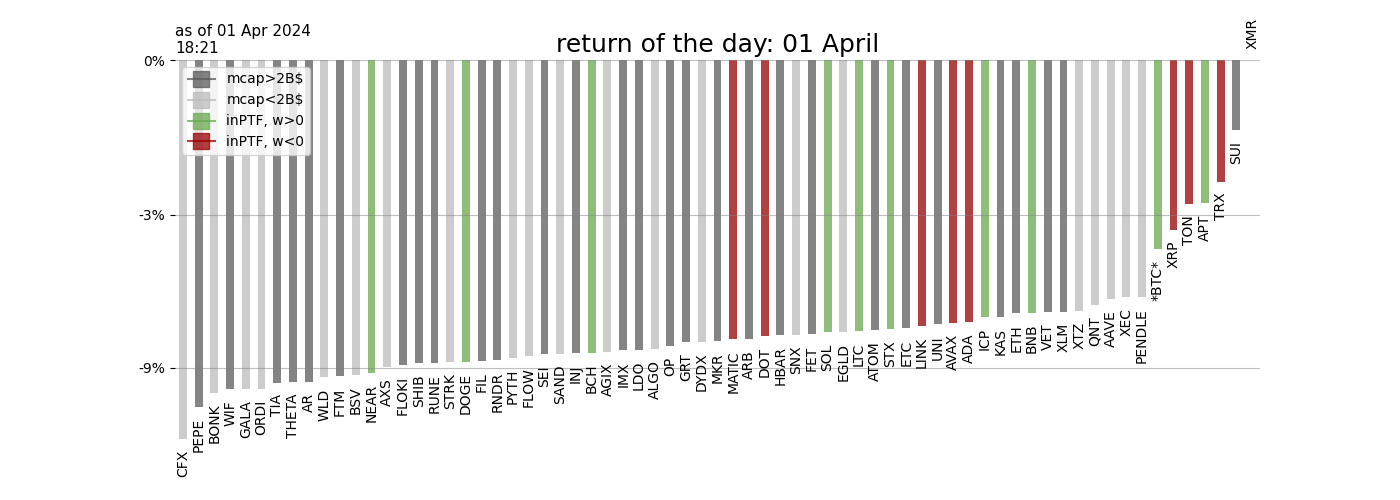 as of 01 Apr 2024
18:21
return of the day: 01 April
XMR
0%
-3%
-9%
mcap>2B$
mcap<2B$
inPTF, w>0
inPTF, w<0
CFX
PEPE
BONK
WIF
GALA
ORDI
TIA
THETA
AR
WLD
FTM
BSV
NEAR
AXS
FLOKI
SHIB
RUNE
STRK
DOGE
FIL
RNDR
PYTH
FLOW
SEI
SAND
INJ
BCH
AGIX
IMX
LDO
ALGO
OP
GRT
DYDX
MKR
MATIC
ARB
DOT
HBAR
SNX
FET
SOL
EGLD
LTC
ATOM
STX
ETC
LINK
UNI
AVAX
ADA
ICP
KAS
ETH
BNB
VET
XLM
XTZ
QNT
AAVE
XEC
PENDLE
*BTC*
XRP
TON
APT
TRX
SUI